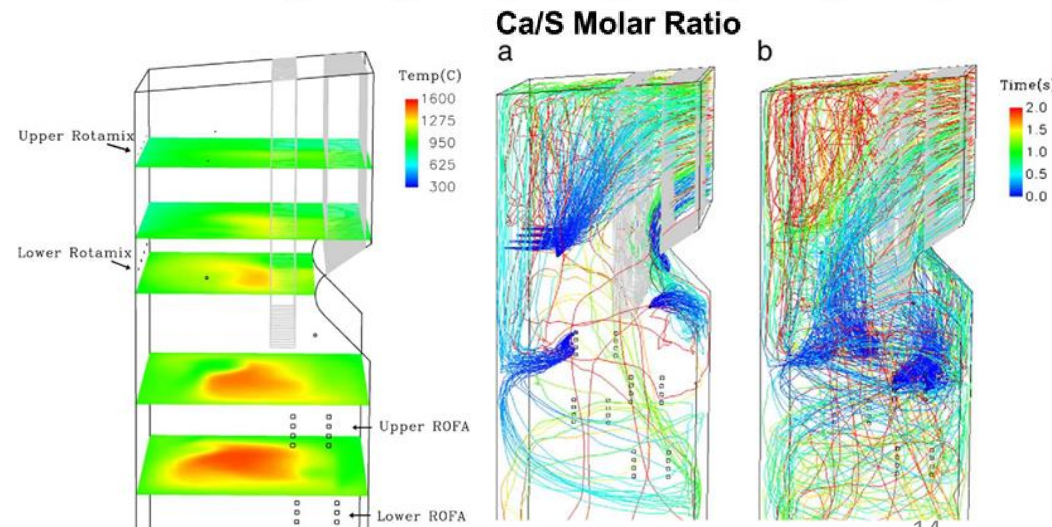 Ca/S Molar Ratio
a
b
Temp(C)
1600
1275
950
625
300
Upper Rotamix
Lower Rotamix
Upper ROFA
Lower ROFA
Time(s)
2.0
1.5
1.0
0.5
0.0